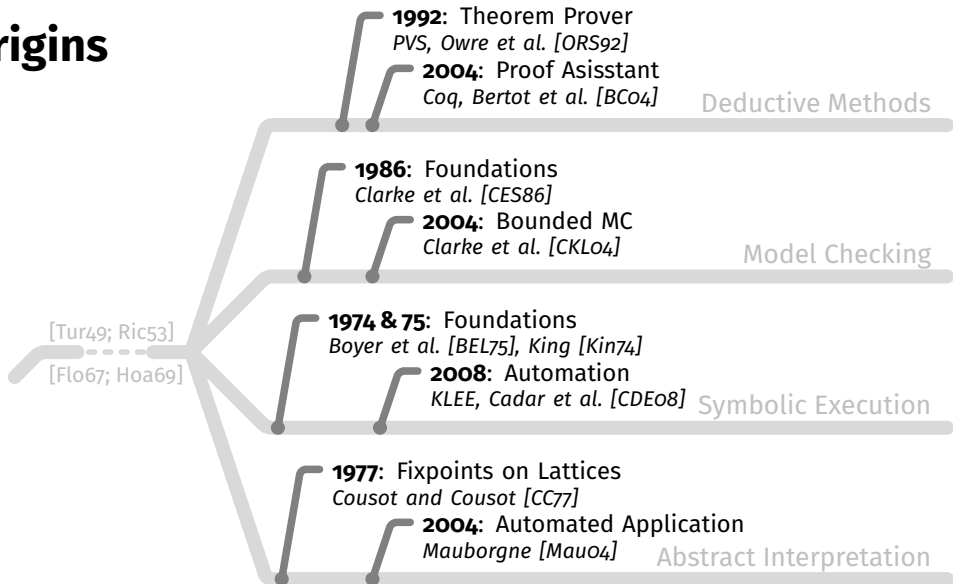 rigins
1992: Theorem Prover
PVS, Owre et al. [ORS92]
2004: Proof Asisstant
Coq, Bertot et al. [BC04]
Deductive Methods
1986: Foundations
Clarke et al. [CES86]
2004: Bounded MC
Clarke et al. [CKL04]
Model Checking
[Tur49; Ric53]
[Flo67; Hoa69]
1974 & 75: Foundations
Boyer et al. [BEL75], King [Kin74]
2008: Automation
KLEE, Cadar et al. [CDE08]
Symbolic Execution
1977: Fixpoints on Lattices
Cousot and Cousot [CC77]
2004: Automated Application
Mauborgne [Mau04]
Abstract Interpretation